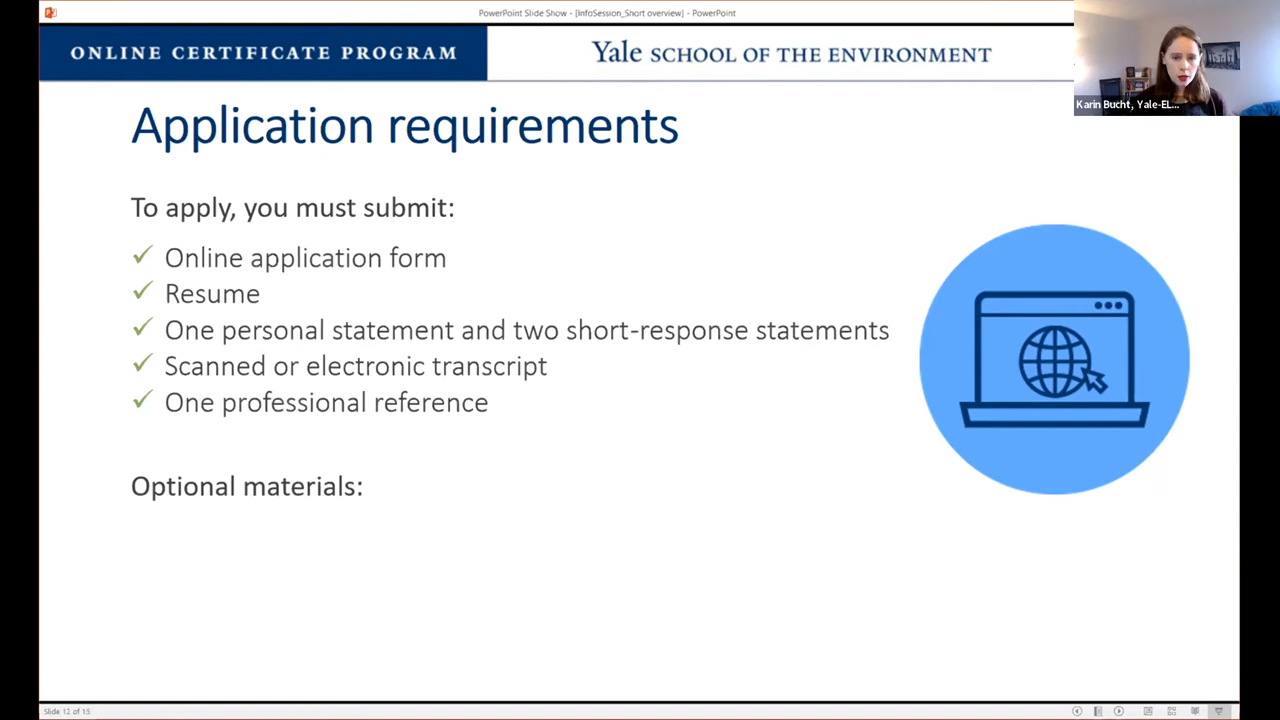 PowerPoint Slide Show - [InfoSession_Short overview] - PowerPoint
ONLINE CERTIFICATE PROGRAM
Yale SCHOOL OF THE ENVIRONMENT
Karin Bucht, Yale-EL...
Application requirements
To apply, you must submit:
✓ Online application form
✓ Resume
✓ One personal statement and two short-response statements
✓ Scanned or electronic transcript
✓ One professional reference
Optional materials:
Slide 12 of 15